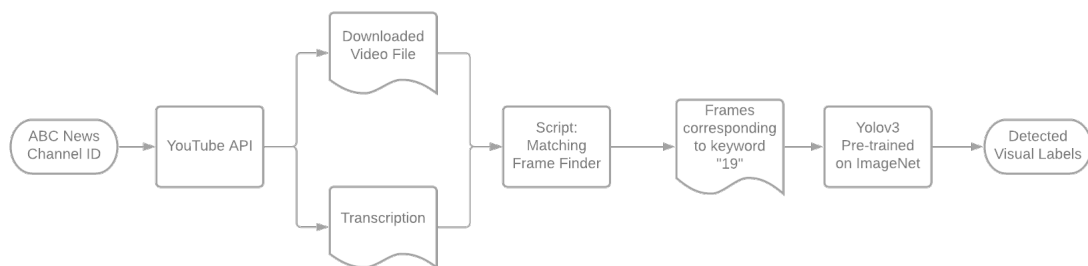 ABC News
Channel ID
YouTube API
Downloaded
Video File
Transcription
Script:
Matching
Frame Finder
Frames
corresponding
to keyword
"19"
Yolov3
Pre-trained
on ImageNet
Detected
Visual Labels